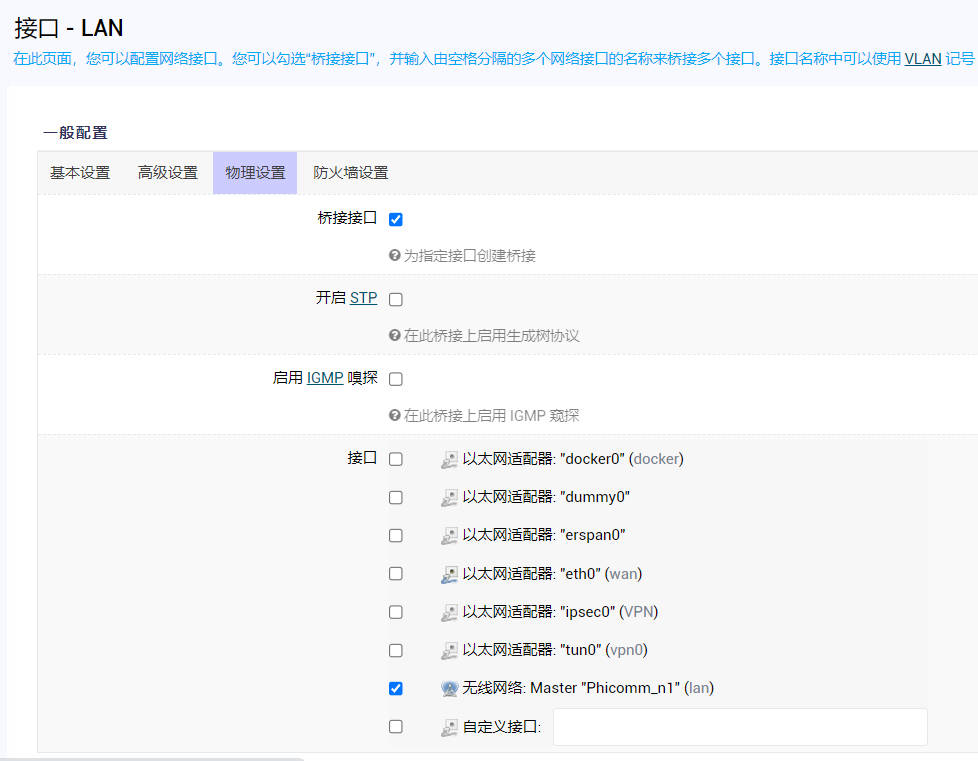 接口 - LAN
在此页面，您可以配置网络接口。您可以勾选“桥接接口”，并输入由空格分隔的多个网络接口的名称来桥接多个接口。接口名称中可以使用 VLAN 记号
一般配置
基本设置 高级设置 物理设置 防火墙设置
桥接接口
为指定接口创建桥接
开启 STP
在此桥接上启用生成树协议
启用 IGMP 嗅探
在此桥接上启用 IGMP 窥探
接口 以太网适配器: "docker0" (docker)
以太网适配器: "dummy0"
以太网适配器: "erspan0"
以太网适配器: "eth0" (wan)
以太网适配器: "ipsec0" (VPN)
以太网适配器: "tun0" (vpn0)
无线网络: Master "Phicomm_n1" (lan)
自定义接口: